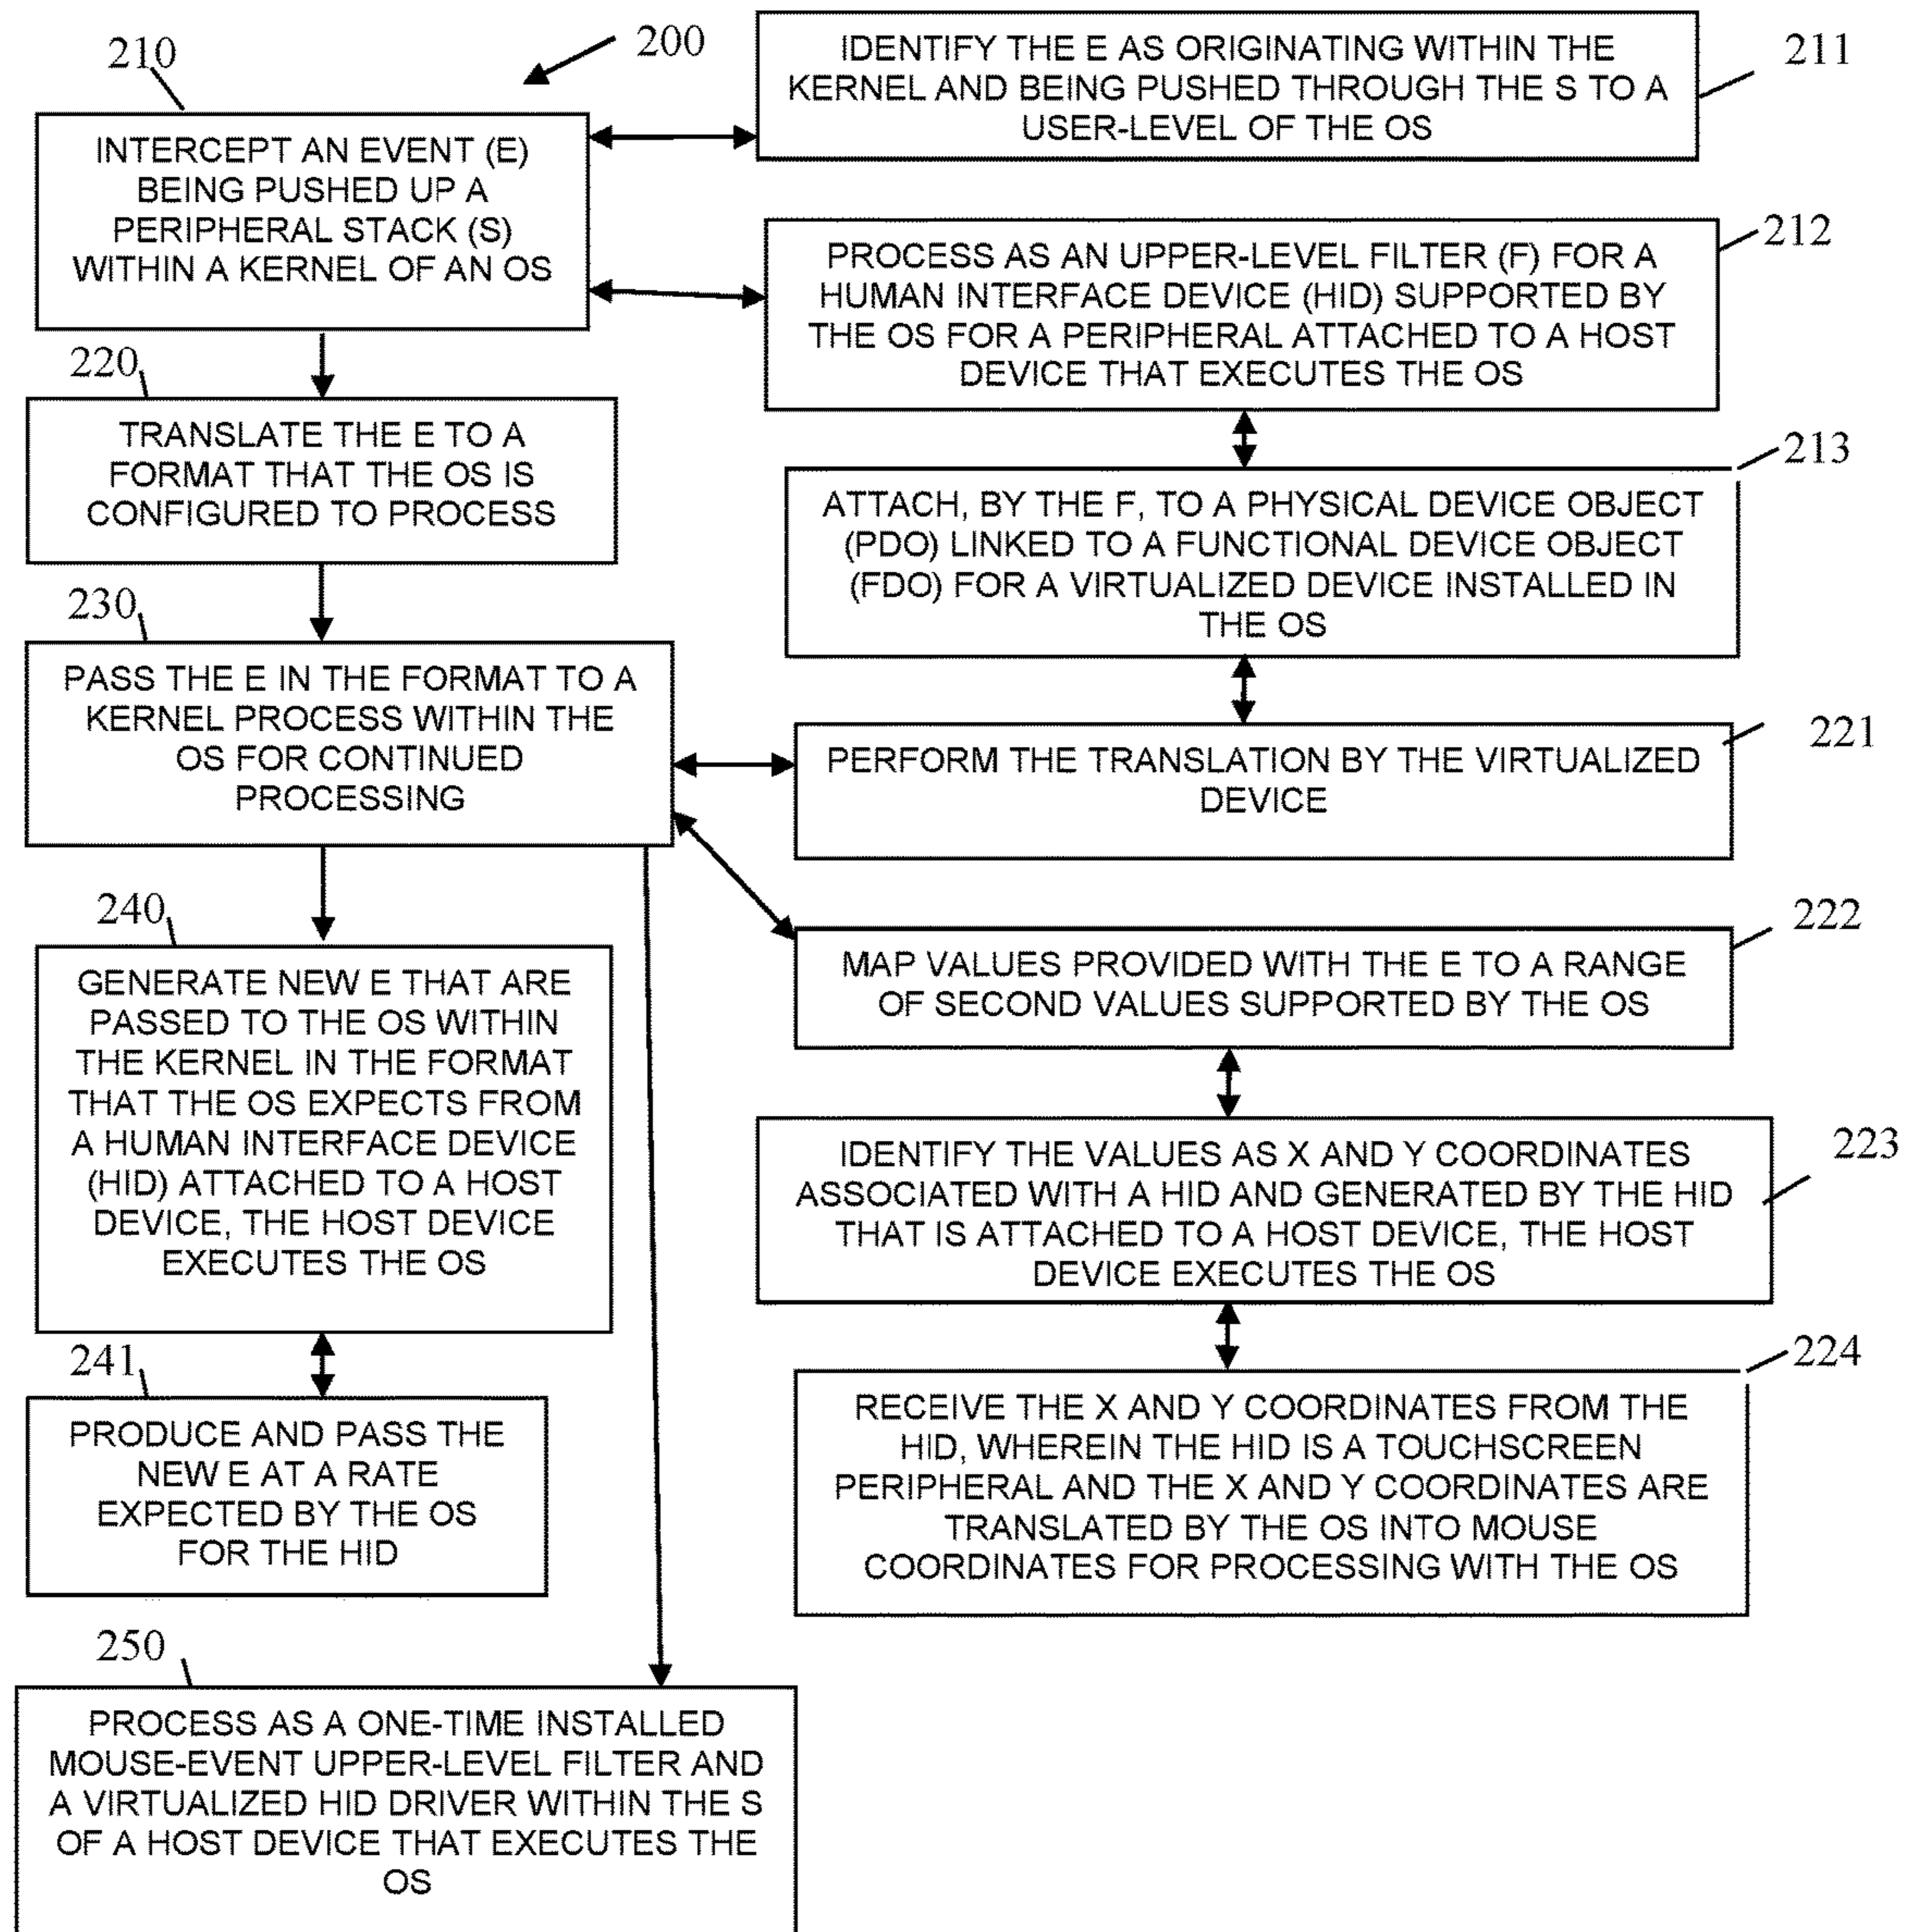 200
210
INTERCEPT AN EVENT (E)
BEING PUSHED UP A
PERIPHERAL STACK (S)
WITHIN A KERNEL OF AN OS
211
IDENTIFY THE E AS ORIGINATING WITHIN THE
KERNEL AND BEING PUSHED THROUGH THE S TO A
USER-LEVEL OF THE OS
212
PROCESS AS AN UPPER-LEVEL FILTER (F) FOR A
HUMAN INTERFACE DEVICE (HID) SUPPORTED BY
THE OS FOR A PERIPHERAL ATTACHED TO A HOST
DEVICE THAT EXECUTES THE OS
213
ATTACH, BY THE F, TO A PHYSICAL DEVICE OBJECT
(PDO) LINKED TO A FUNCTIONAL DEVICE OBJECT
(FDO) FOR A VIRTUALIZED DEVICE INSTALLED IN
THE OS
220
TRANSLATE THE E TO A
FORMAT THAT THE OS IS
CONFIGURED TO PROCESS
230
PASS THE E IN THE FORMAT TO A
KERNEL PROCESS WITHIN THE
OS FOR CONTINUED
PROCESSING
221
PERFORM THE TRANSLATION BY THE VIRTUALIZED
DEVICE
222
MAP VALUES PROVIDED WITH THE E TO A RANGE
OF SECOND VALUES SUPPORTED BY THE OS
223
IDENTIFY THE VALUES AS X AND Y COORDINATES
ASSOCIATED WITH A HID AND GENERATED BY THE HID
THAT IS ATTACHED TO A HOST DEVICE, THE HOST
DEVICE EXECUTES THE OS
224
RECEIVE THE X AND Y COORDINATES FROM THE
HID, WHEREIN THE HID IS A TOUCHSCREEN
PERIPHERAL AND THE X AND Y COORDINATES ARE
TRANSLATED BY THE OS INTO MOUSE
COORDINATES FOR PROCESSING WITH THE OS
240
GENERATE NEW E THAT ARE
PASSED TO THE OS WITHIN
THE KERNEL IN THE FORMAT
THAT THE OS EXPECTS FROM
A HUMAN INTERFACE DEVICE
(HID) ATTACHED TO A HOST
DEVICE, THE HOST DEVICE
EXECUTES THE OS
241
PRODUCE AND PASS THE
NEW E AT A RATE
EXPECTED BY THE OS
FOR THE HID
250
PROCESS AS A ONE-TIME INSTALLED
MOUSE-EVENT UPPER-LEVEL FILTER AND
A VIRTUALIZED HID DRIVER WITHIN THE S
OF A HOST DEVICE THAT EXECUTES THE
OS